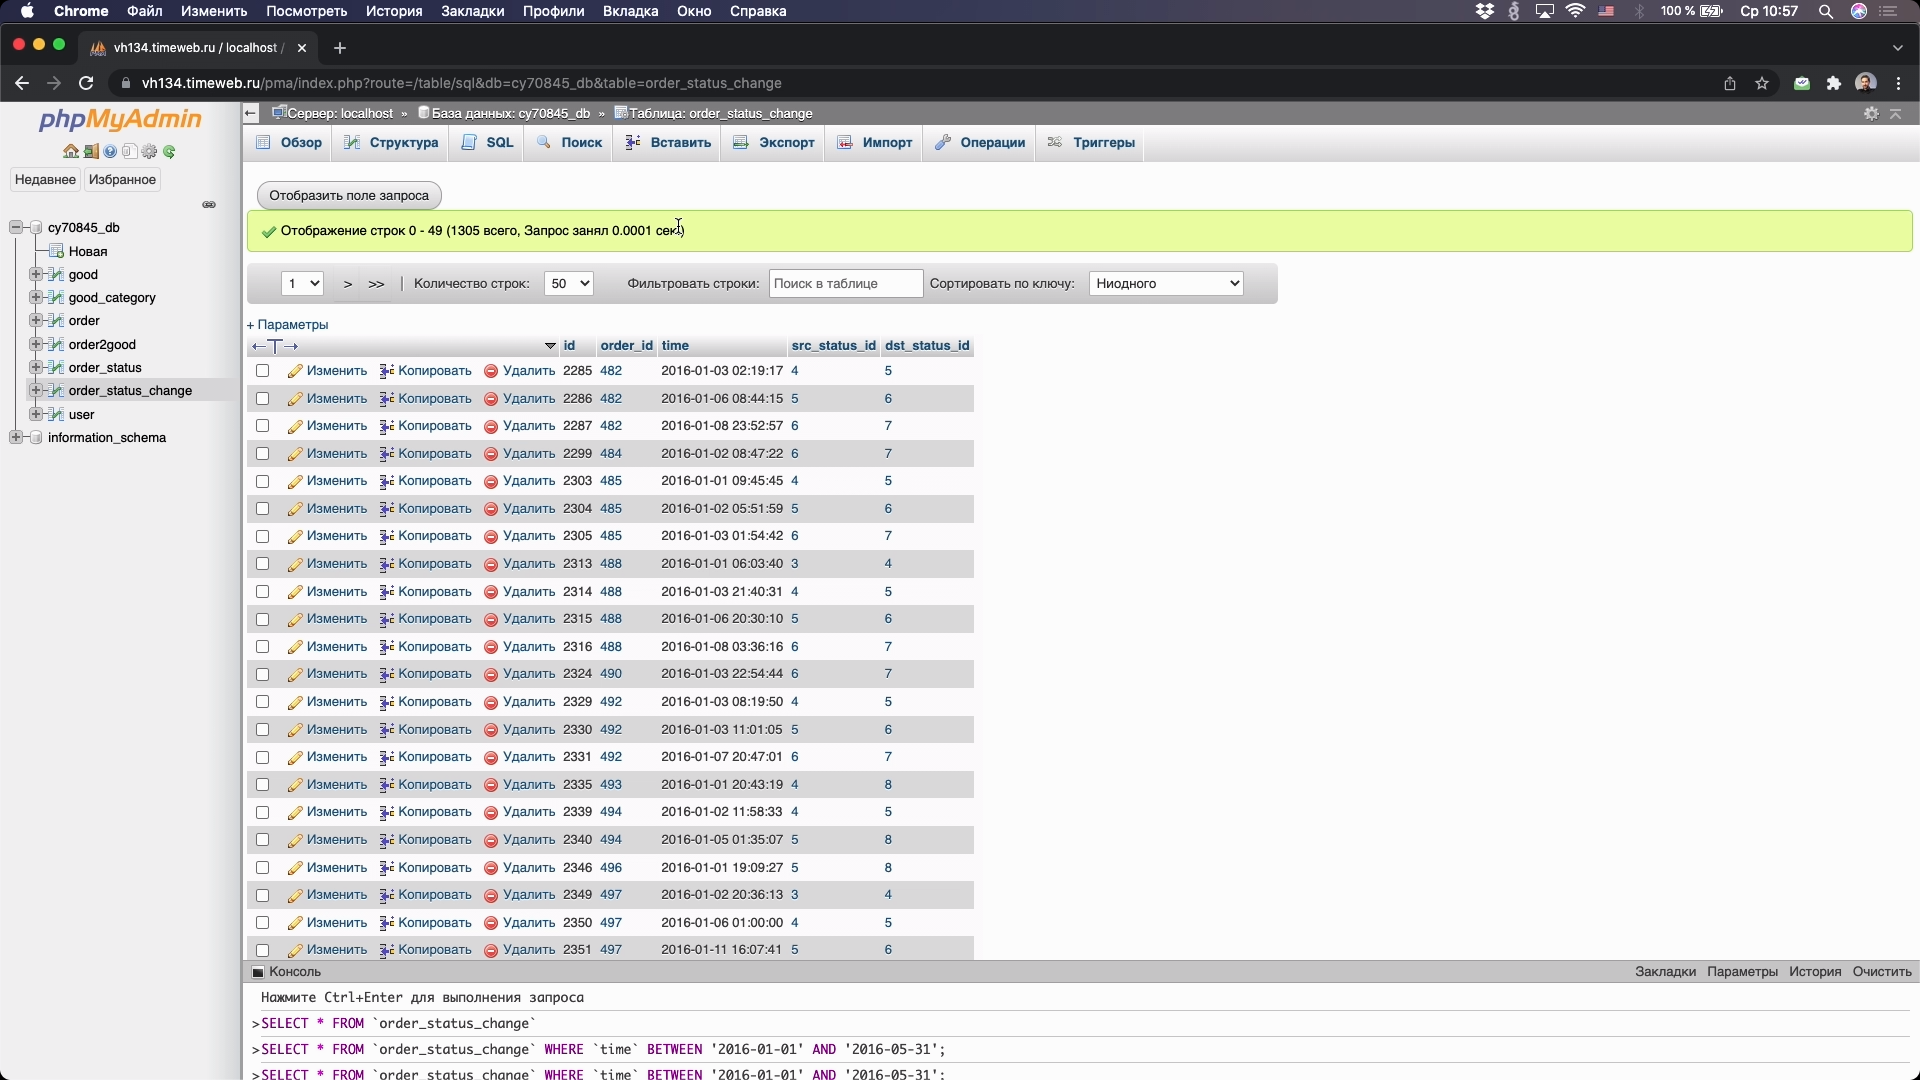 Chrome Файл Изменить Посмотреть История Закладки Профили Вкладка Окно Справка 100 % Ср 10:57
vh134.timeweb.ru / localhost /
vh134.timeweb.ru/pma/index.php?route=/table/sql&db=cy70845_db&table=order_status_change
phpMyAdmin
Недавнее Избранное
cy70845_db
Новая
good
good_category
order
order2good
order_status
order_status_change
user
information_schema
Сервер: localhost » База данных: cy70845_db » Таблица: order_status_change
Обзор Структура SQL Поиск Вставить Экспорт Импорт Операции Триггеры
Отобразить поле запроса
Отображение строк 0 - 49 (1305 всего, Запрос занял 0.0001 сек.)
1 > >> | Количество строк: 50 Фильтровать строки: Поиск в таблице Сортировать по ключу: Ниодного
+ Параметры
←T→ id order_id time src_status_id dst_status_id
Изменить Копировать Удалить 2285 482 2016-01-03 02:19:17 4 5
Изменить Копировать Удалить 2286 482 2016-01-06 08:44:15 5 6
Изменить Копировать Удалить 2287 482 2016-01-08 23:52:57 6 7
Изменить Копировать Удалить 2299 484 2016-01-02 08:47:22 6 7
Изменить Копировать Удалить 2303 485 2016-01-01 09:45:45 4 5
Изменить Копировать Удалить 2304 485 2016-01-02 05:51:59 5 6
Изменить Копировать Удалить 2305 485 2016-01-03 01:54:42 6 7
Изменить Копировать Удалить 2313 488 2016-01-01 06:03:40 3 4
Изменить Копировать Удалить 2314 488 2016-01-03 21:40:31 4 5
Изменить Копировать Удалить 2315 488 2016-01-06 20:30:10 5 6
Изменить Копировать Удалить 2316 488 2016-01-08 03:36:16 6 7
Изменить Копировать Удалить 2324 490 2016-01-03 22:54:44 6 7
Изменить Копировать Удалить 2329 492 2016-01-03 08:19:50 4 5
Изменить Копировать Удалить 2330 492 2016-01-03 11:01:05 5 6
Изменить Копировать Удалить 2331 492 2016-01-07 20:47:01 6 7
Изменить Копировать Удалить 2335 493 2016-01-01 20:43:19 4 8
Изменить Копировать Удалить 2339 494 2016-01-02 11:58:33 4 5
Изменить Копировать Удалить 2340 494 2016-01-05 01:35:07 5 8
Изменить Копировать Удалить 2346 496 2016-01-01 19:09:27 5 8
Изменить Копировать Удалить 2349 497 2016-01-02 20:36:13 3 4
Изменить Копировать Удалить 2350 497 2016-01-06 01:00:00 4 5
Изменить Копировать Удалить 2351 497 2016-01-11 16:07:41 5 6
Консоль Закладки Параметры История Очистить
Нажмите Ctrl+Enter для выполнения запроса
>SELECT * FROM `order_status_change`
>SELECT * FROM `order_status_change` WHERE `time` BETWEEN '2016-01-01' AND '2016-05-31';
>SELECT * FROM `order_status_change` WHERE `time` BETWEEN '2016-01-01' AND '2016-05-31';